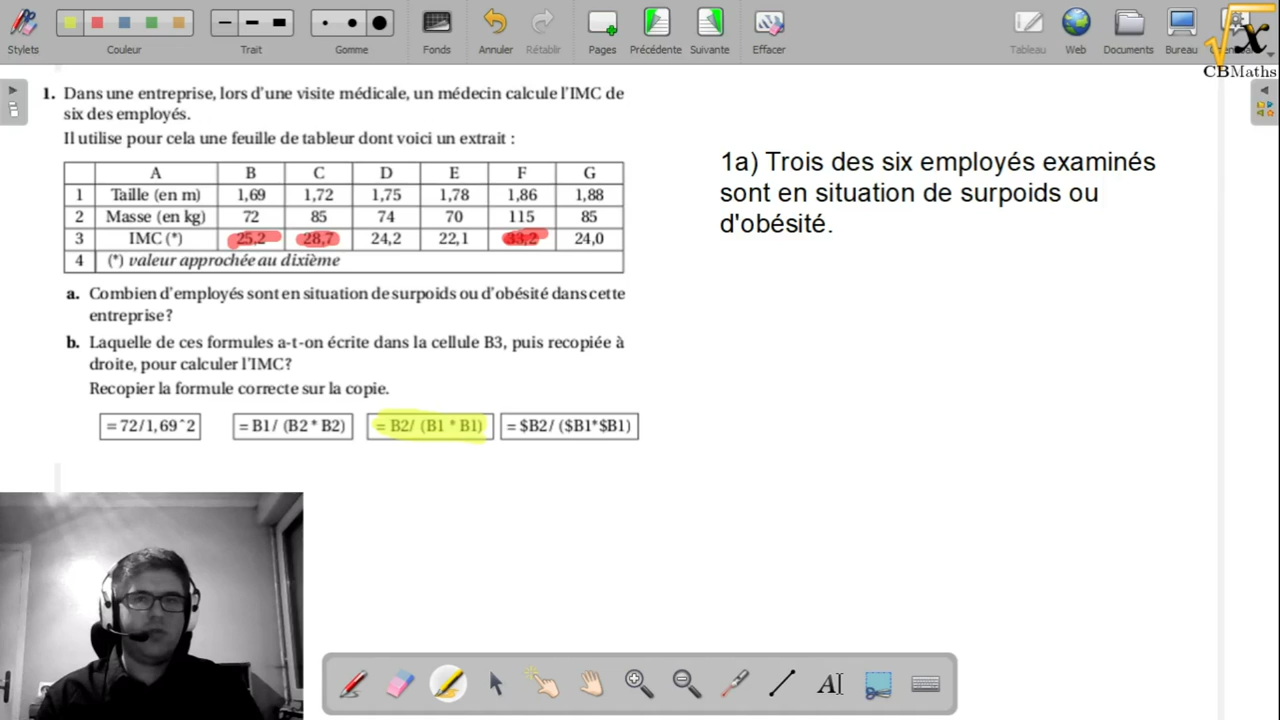 Stylets Couleur Trait Gomme Fonds Annuler Rétablir Pages Précédente Suivante Effacer Tableau Web Documents Bureau
CBMaths
1. Dans une entreprise, lors d'une visite médicale, un médecin calcule l'IMC de
six des employés.
Il utilise pour cela une feuille de tableur dont voici un extrait :
A B C D E F G
1 Taille (en m) 1,69 1,72 1,75 1,78 1,86 1,88
2 Masse (en kg) 72 85 74 70 115 85
3 IMC (*) 25,2 28,7 24,2 22,1 33,2 24,0
4 (*) valeur approchée au dixième
a. Combien d'employés sont en situation de surpoids ou d'obésité dans cette
entreprise?
b. Laquelle de ces formules a-t-on écrite dans la cellule B3, puis recopiée à
droite, pour calculer l'IMC?
Recopier la formule correcte sur la copie.
= 72/1,69^2 = B1/ (B2 * B2) = B2/ (B1 * B1) = $B2/ ($B1*$B1)
1a) Trois des six employés examinés
sont en situation de surpoids ou
d'obésité.